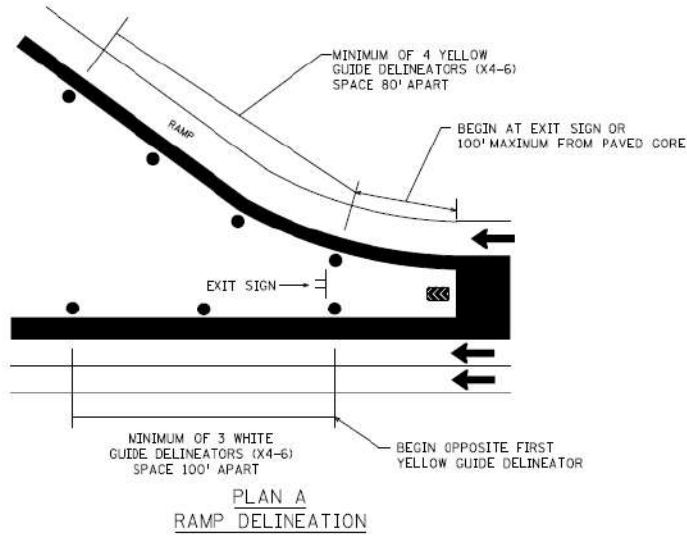 MINIMUM OF 4 YELLOW
GUIDE DELINEATORS (X4-6)
SPACE 80' APART
RAMP
BEGIN AT EXIT SIGN OR
100' MAXIMUM FROM PAVED GORE
EXIT SIGN
MINIMUM OF 3 WHITE
GUIDE DELINEATORS (X4-6)
SPACE 100' APART
BEGIN OPPOSITE FIRST
YELLOW GUIDE DELINEATOR
PLAN A
RAMP DELINEATION